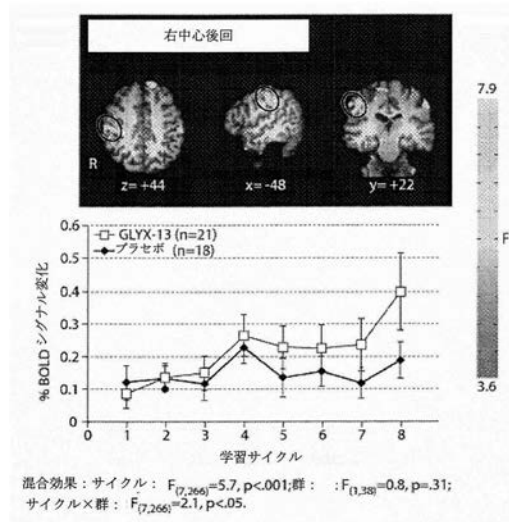 右中心後回
R
z= +44
x= -48
y= +22
7.9
F
3.6
% BOLD シグナル変化
0.6
0.5
0.4
0.3
0.2
0.1
0
GLYX-13 (n=21)
プラセボ (n=18)
0 1 2 3 4 5 6 7 8
学習サイクル
混合効果:サイクル: F(7,266)=5.7, p<.001;群: :F(1,38)=0.8, p=.31;
サイクル×群: F(7,266)=2.1, p<.05.